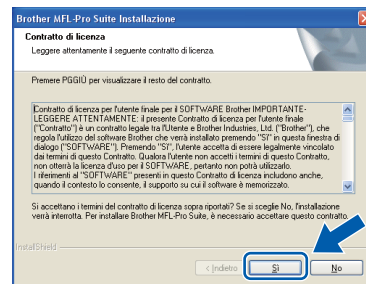 Brother MFL-Pro Suite Installazione
Contratto di licenza
Leggere attentamente il seguente contratto di licenza.
Premere PGGIÙ per visualizzare il resto del contratto.
Contratto di licenza per l'utente finale per il SOFTWARE Brother IMPORTANTE-
LEGGERE ATTENTAMENTE: il presente Contratto di licenza per l'utente finale
("Contratto") è un contratto legale tra l'Utente e Brother Industries, Ltd. ("Brother"), che
regola l'utilizzo del software Brother che verrà installato premendo "Sì" in questa finestra di
dialogo ("SOFTWARE"). Premendo "Sì", l'utente accetta di essere legalmente vincolato
dai termini di questo Contratto. Qualora l'utente non accetti i termini di questo Contratto,
non otterrà la licenza d'uso per il SOFTWARE, pertanto non potrà utilizzarlo.
I riferimenti al "SOFTWARE" presenti in questo Contratto di licenza includono anche,
quando il contesto lo consente, il supporto su cui il software è memorizzato.
Si accettano i termini del contratto di licenza sopra riportati? Se si sceglie No, l'installazione
verrà interrotta. Per installare Brother MFL-Pro Suite, è necessario accettare questo contratto.
InstallShield
< Indietro
Sì
No